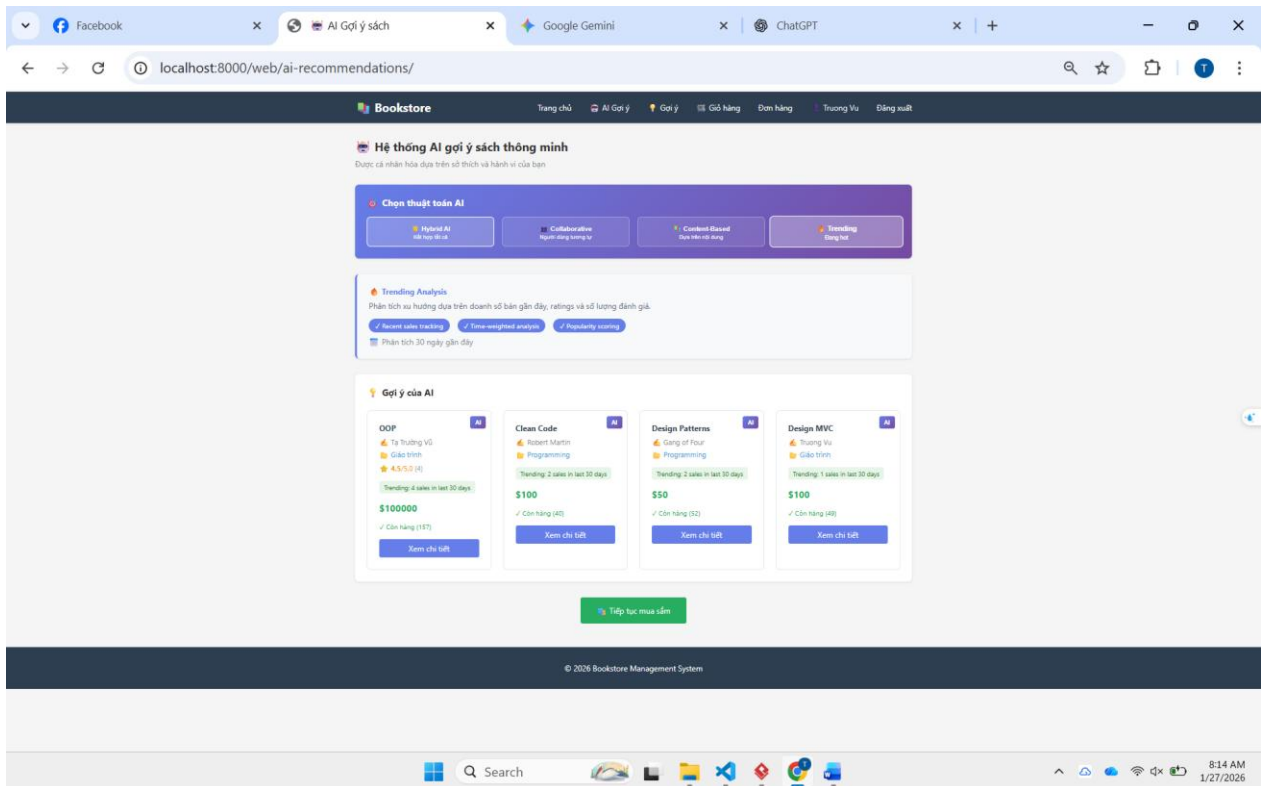 Facebook
AI Gợi ý sách
Google Gemini
ChatGPT
localhost:8000/web/ai-recommendations/
T
Bookstore
Trang chủ
AI Gợi ý
Gợi ý
Giỏ hàng
Đơn hàng
Truong Vu
Đăng xuất
Hệ thống AI gợi ý sách thông minh
Được cá nhân hóa dựa trên sở thích và hành vi của bạn
Chọn thuật toán AI
Hybrid AI
Kết hợp tất cả
Collaborative
Người dùng tương tự
Content-Based
Dựa trên nội dung
Trending
Đang hot
Trending Analysis
Phân tích xu hướng dựa trên doanh số bán gần đây, ratings và số lượng đánh giá.
✓ Recent sales tracking
✓ Time-weighted analysis
✓ Popularity scoring
Phân tích 30 ngày gần đây
Gợi ý của AI
AI
OOP
Tạ Trường Vũ
Giáo trình
4.5/5.0 (4)
Trending: 4 sales in last 30 days
$100000
✓ Còn hàng (157)
Xem chi tiết
AI
Clean Code
Robert Martin
Programming
Trending: 2 sales in last 30 days
$100
✓ Còn hàng (40)
Xem chi tiết
AI
Design Patterns
Gang of Four
Programming
Trending: 2 sales in last 30 days
$50
✓ Còn hàng (52)
Xem chi tiết
AI
Design MVC
Truong Vu
Giáo trình
Trending: 1 sales in last 30 days
$100
✓ Còn hàng (49)
Xem chi tiết
Tiếp tục mua sắm
© 2026 Bookstore Management System
Search
8:14 AM
1/27/2026